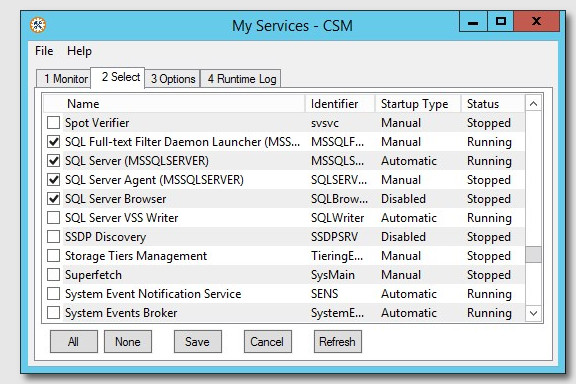 My Services - CSM
File Help
1 Monitor 2 Select 3 Options 4 Runtime Log
Name Identifier Startup Type Status
Spot Verifier svsvc Manual Stopped
SQL Full-text Filter Daemon Launcher (MSS... MSSQLF... Manual Running
SQL Server (MSSQLSERVER) MSSQLS... Automatic Running
SQL Server Agent (MSSQLSERVER) SQLSERV... Manual Stopped
SQL Server Browser SQLBrow... Disabled Stopped
SQL Server VSS Writer SQLWriter Automatic Running
SSDP Discovery SSDPSRV Disabled Stopped
Storage Tiers Management TieringE... Manual Stopped
Superfetch SysMain Manual Stopped
System Event Notification Service SENS Automatic Running
System Events Broker SystemE... Automatic Running
All None Save Cancel Refresh